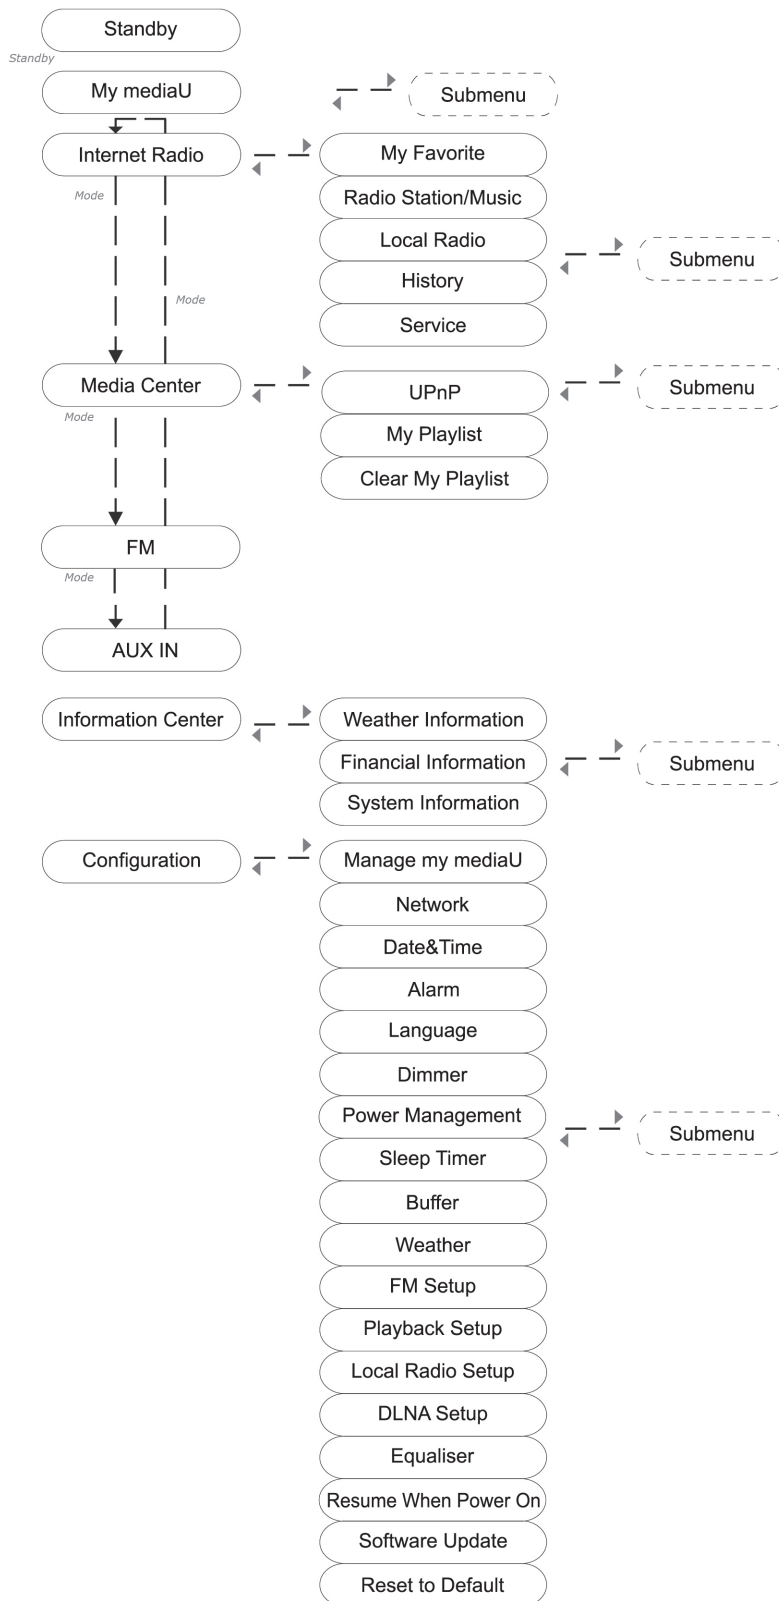 Standby
Standby
My mediaU
Submenu
Internet Radio
My Favorite
Mode
Radio Station/Music
Local Radio
Submenu
History
Mode
Service
Media Center
UPnP
Submenu
Mode
My Playlist
Clear My Playlist
FM
Mode
AUX IN
Information Center
Weather Information
Financial Information
Submenu
System Information
Configuration
Manage my mediaU
Network
Date&Time
Alarm
Language
Dimmer
Power Management
Submenu
Sleep Timer
Buffer
Weather
FM Setup
Playback Setup
Local Radio Setup
DLNA Setup
Equaliser
Resume When Power On
Software Update
Reset to Default